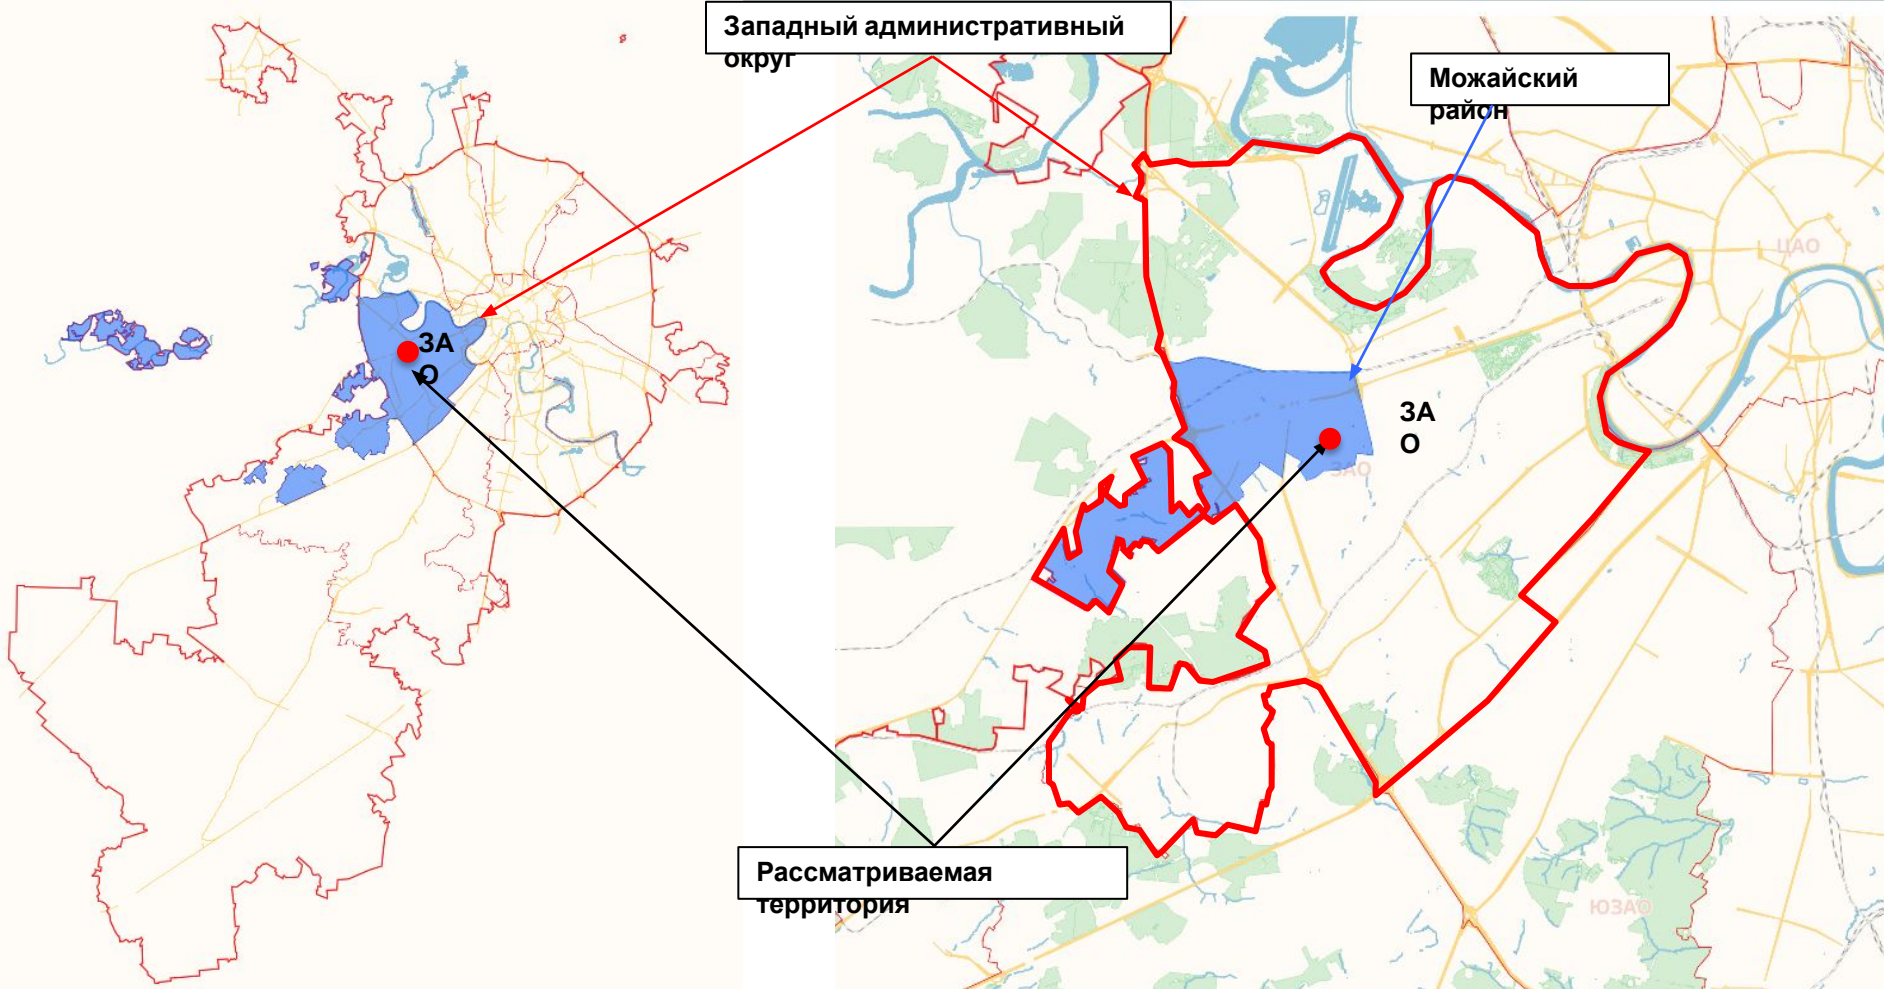 Западный административный
округ
Можайский
район
ЦАО
ЗА
О
ЗА
О
ЗАО
Рассматриваемая
территория
ЮЗАО